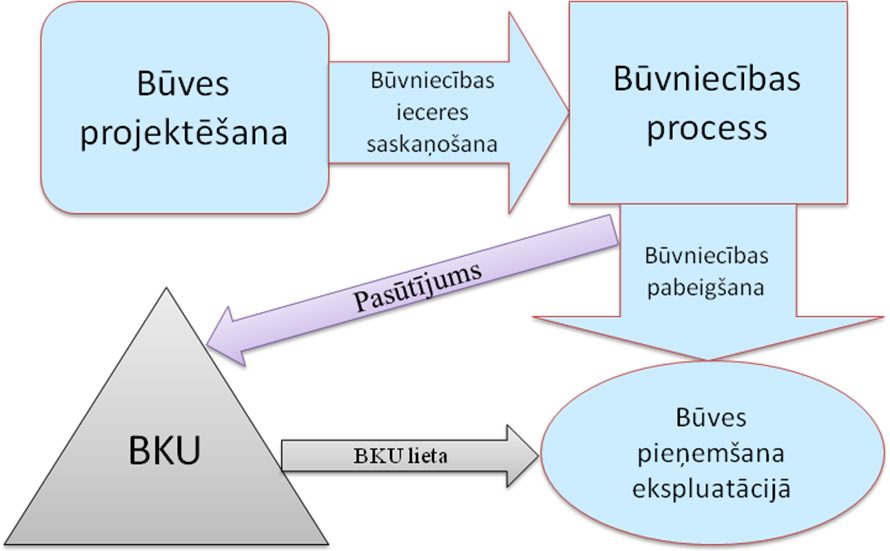 Būves
projektēšana
Būvniecības
ieceres
saskaņošana
Būvniecības
process
Pasūtījums
Būvniecības
pabeigšana
BKU
BKU lieta
Būves
pieņemšana
ekspluatācijā